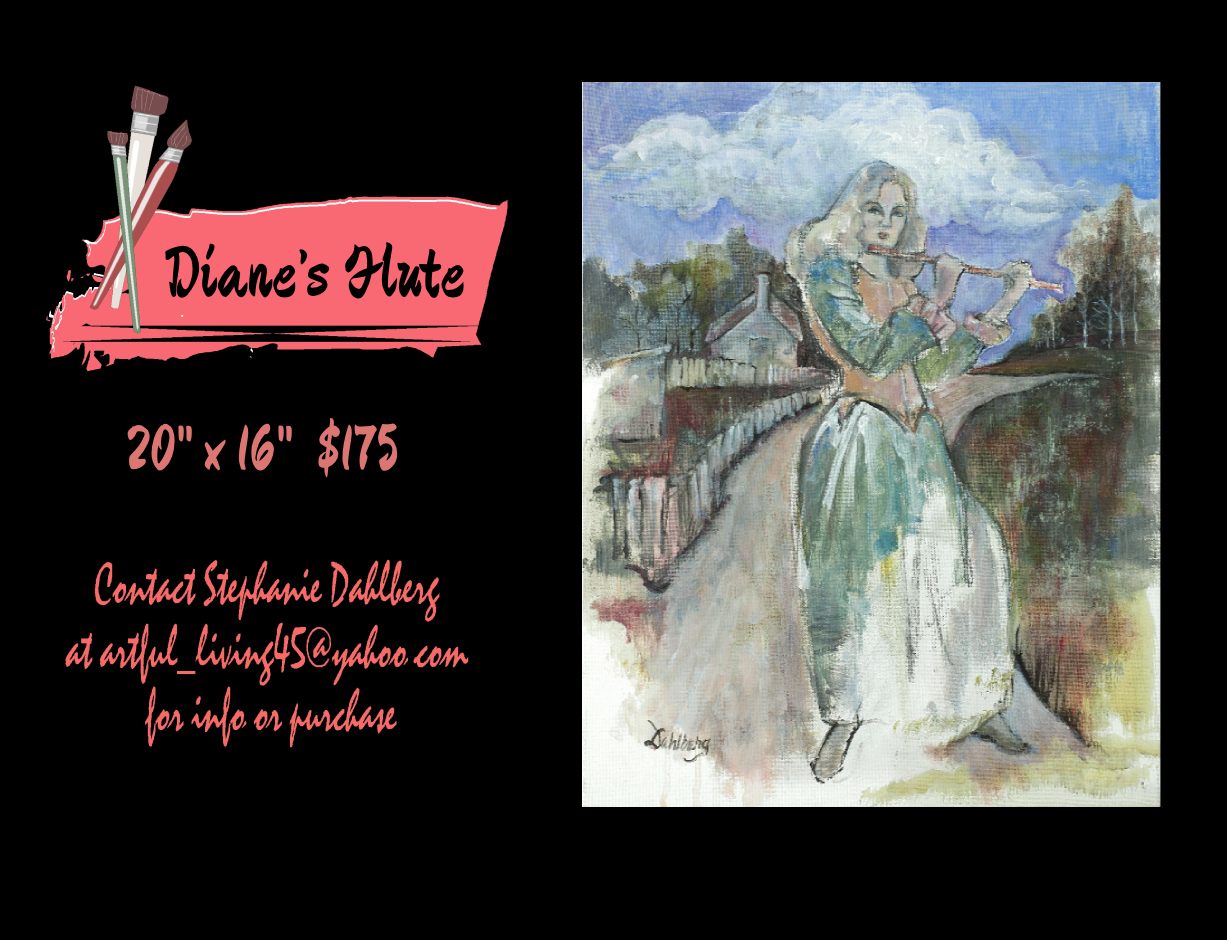 Diane's Flute
20" x 16" $175
Contact Stephanie Dahlberg
at artful_living45@yahoo.com
for info or purchase
Dahlberg